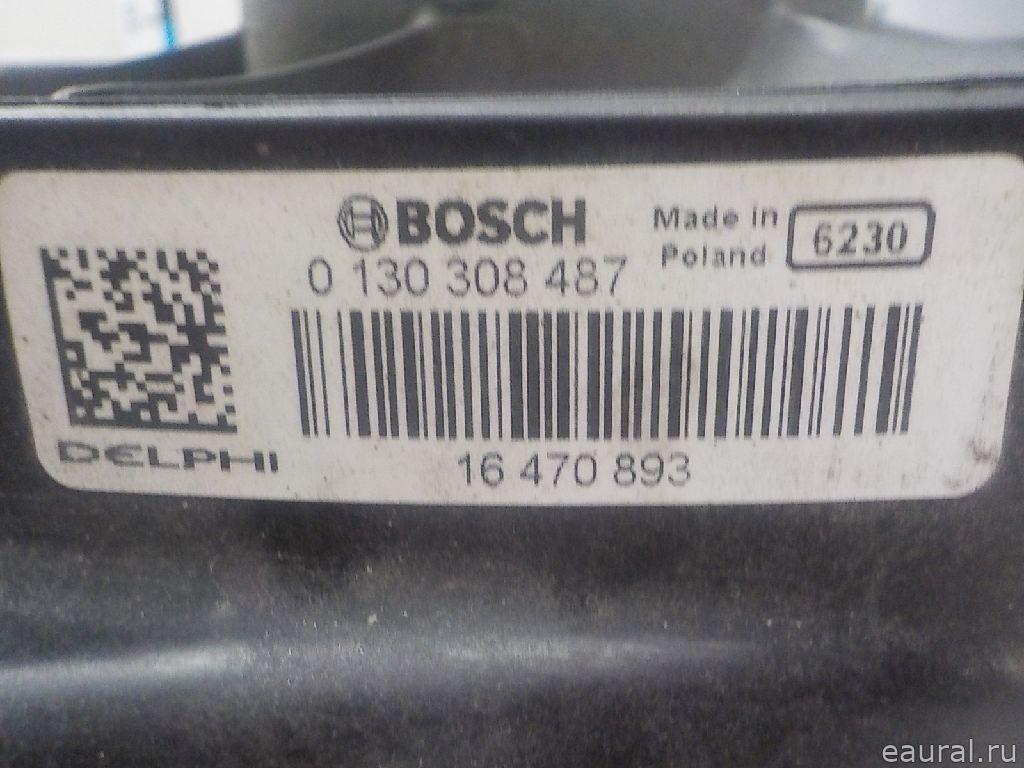 BOSCH
0 130 308 487
Made in
Poland
6230
DELPHI
16 470 893
eaural.ru